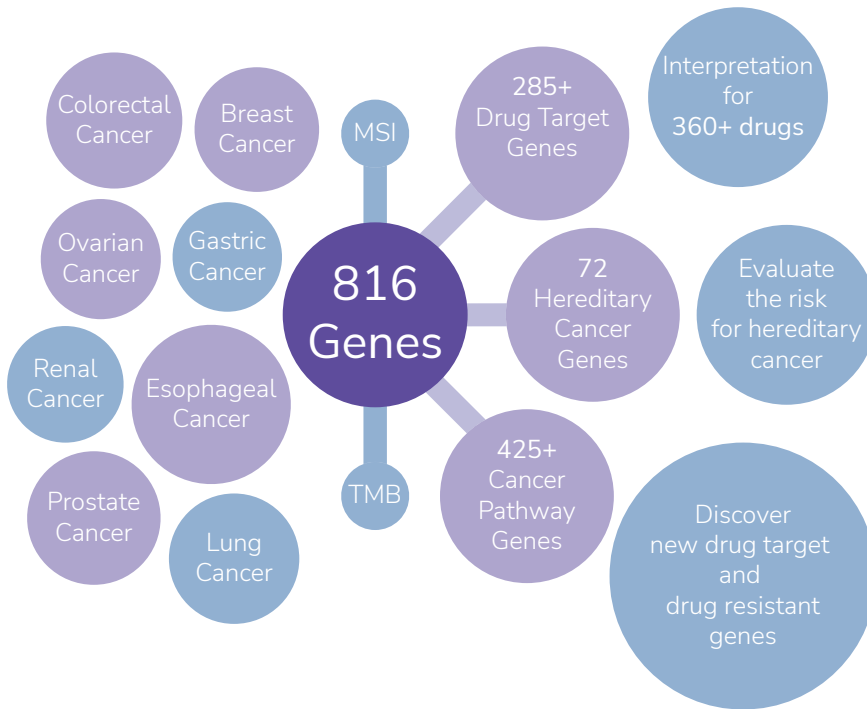 Colorectal
Cancer
Breast
Cancer
Ovarian
Cancer
Gastric
Cancer
Renal
Cancer
Esophageal
Cancer
Prostate
Cancer
Lung
Cancer
MSI
816
Genes
TMB
285+
Drug Target
Genes
72
Hereditary
Cancer
Genes
425+
Cancer
Pathway
Genes
Interpretation
for
360+ drugs
Evaluate
the risk
for hereditary
cancer
Discover
new drug target
and
drug resistant
genes